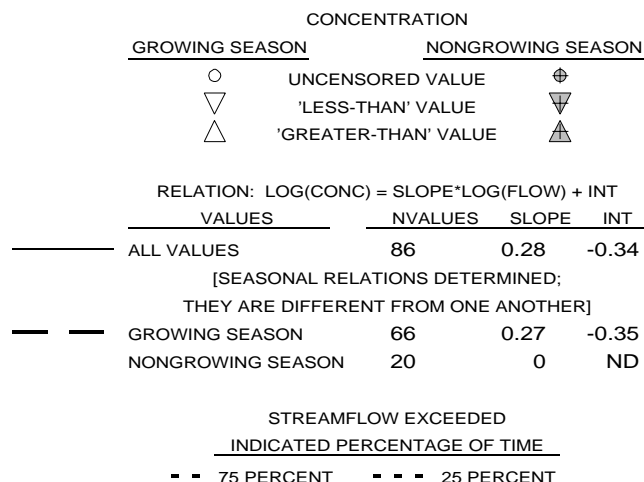 CONCENTRATION
GROWING SEASON NONGROWING SEASON
UNCENSORED VALUE
'LESS-THAN' VALUE
'GREATER-THAN' VALUE
RELATION: LOG(CONC) = SLOPE*LOG(FLOW) + INT
VALUES NVALUES SLOPE INT
ALL VALUES 86 0.28 -0.34
[SEASONAL RELATIONS DETERMINED;
THEY ARE DIFFERENT FROM ONE ANOTHER]
GROWING SEASON 66 0.27 -0.35
NONGROWING SEASON 20 0 ND
STREAMFLOW EXCEEDED
INDICATED PERCENTAGE OF TIME
75 PERCENT 25 PERCENT